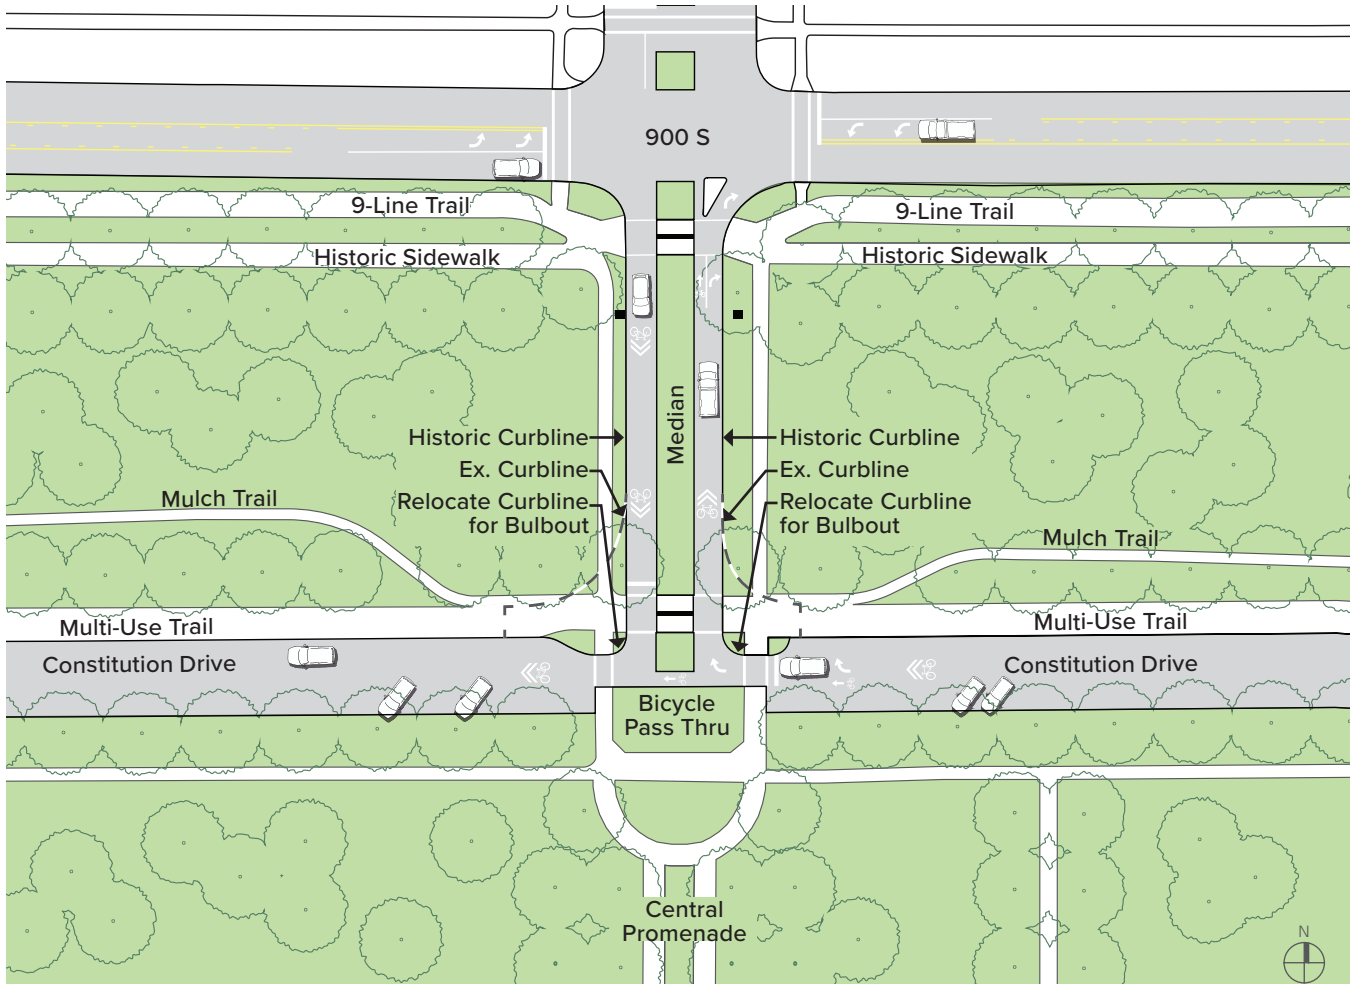 900 S
9-Line Trail
9-Line Trail
Historic Sidewalk
Historic Sidewalk
Median
Historic Curbline
Historic Curbline
Ex. Curbline
Ex. Curbline
Relocate Curbline
for Bulbout
Relocate Curbline
for Bulbout
Mulch Trail
Mulch Trail
Multi-Use Trail
Multi-Use Trail
Constitution Drive
Constitution Drive
Bicycle
Pass Thru
Central
Promenade
N